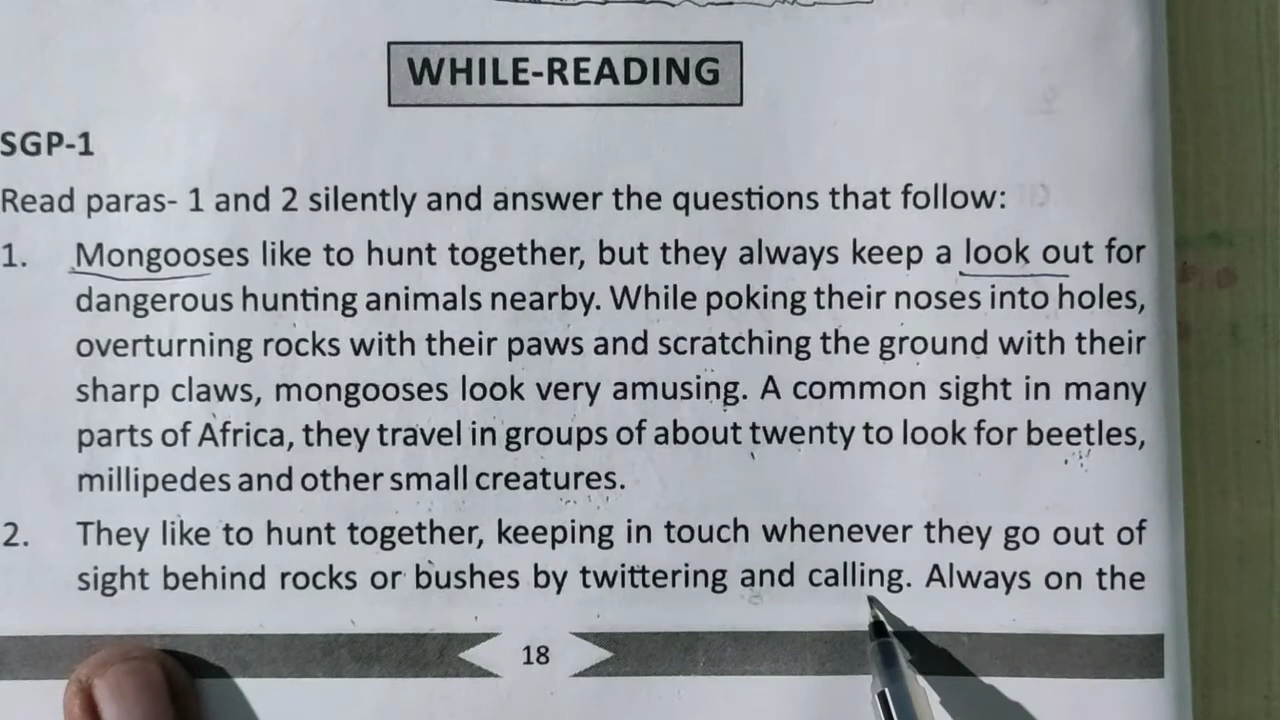 WHILE-READING
SGP-1
Read paras- 1 and 2 silently and answer the questions that follow:
1. Mongooses like to hunt together, but they always keep a look out for
dangerous hunting animals nearby. While poking their noses into holes,
overturning rocks with their paws and scratching the ground with their
sharp claws, mongooses look very amusing. A common sight in many
parts of Africa, they travel in groups of about twenty to look for beetles,
millipedes and other small creatures.
2. They like to hunt together, keeping in touch whenever they go out of
sight behind rocks or bushes by twittering and calling. Always on the
18